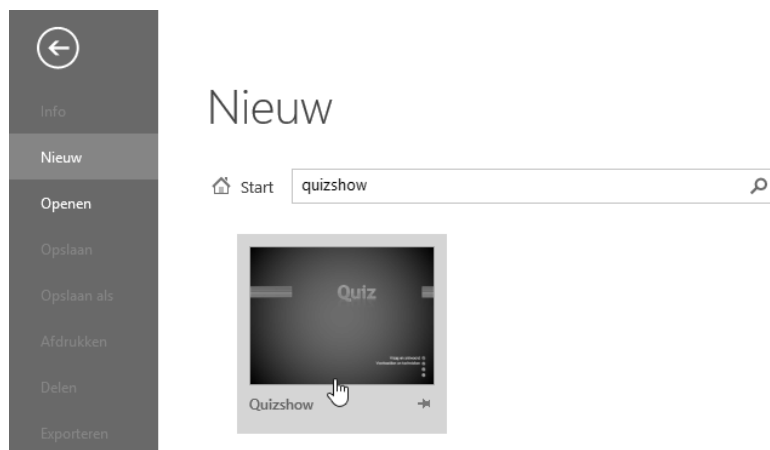 Info
Nieuw
Openen
Opslaan
Opslaan als
Afdrukken
Delen
Exporteren
Nieuw
Start
quizshow
Quiz
Quizshow